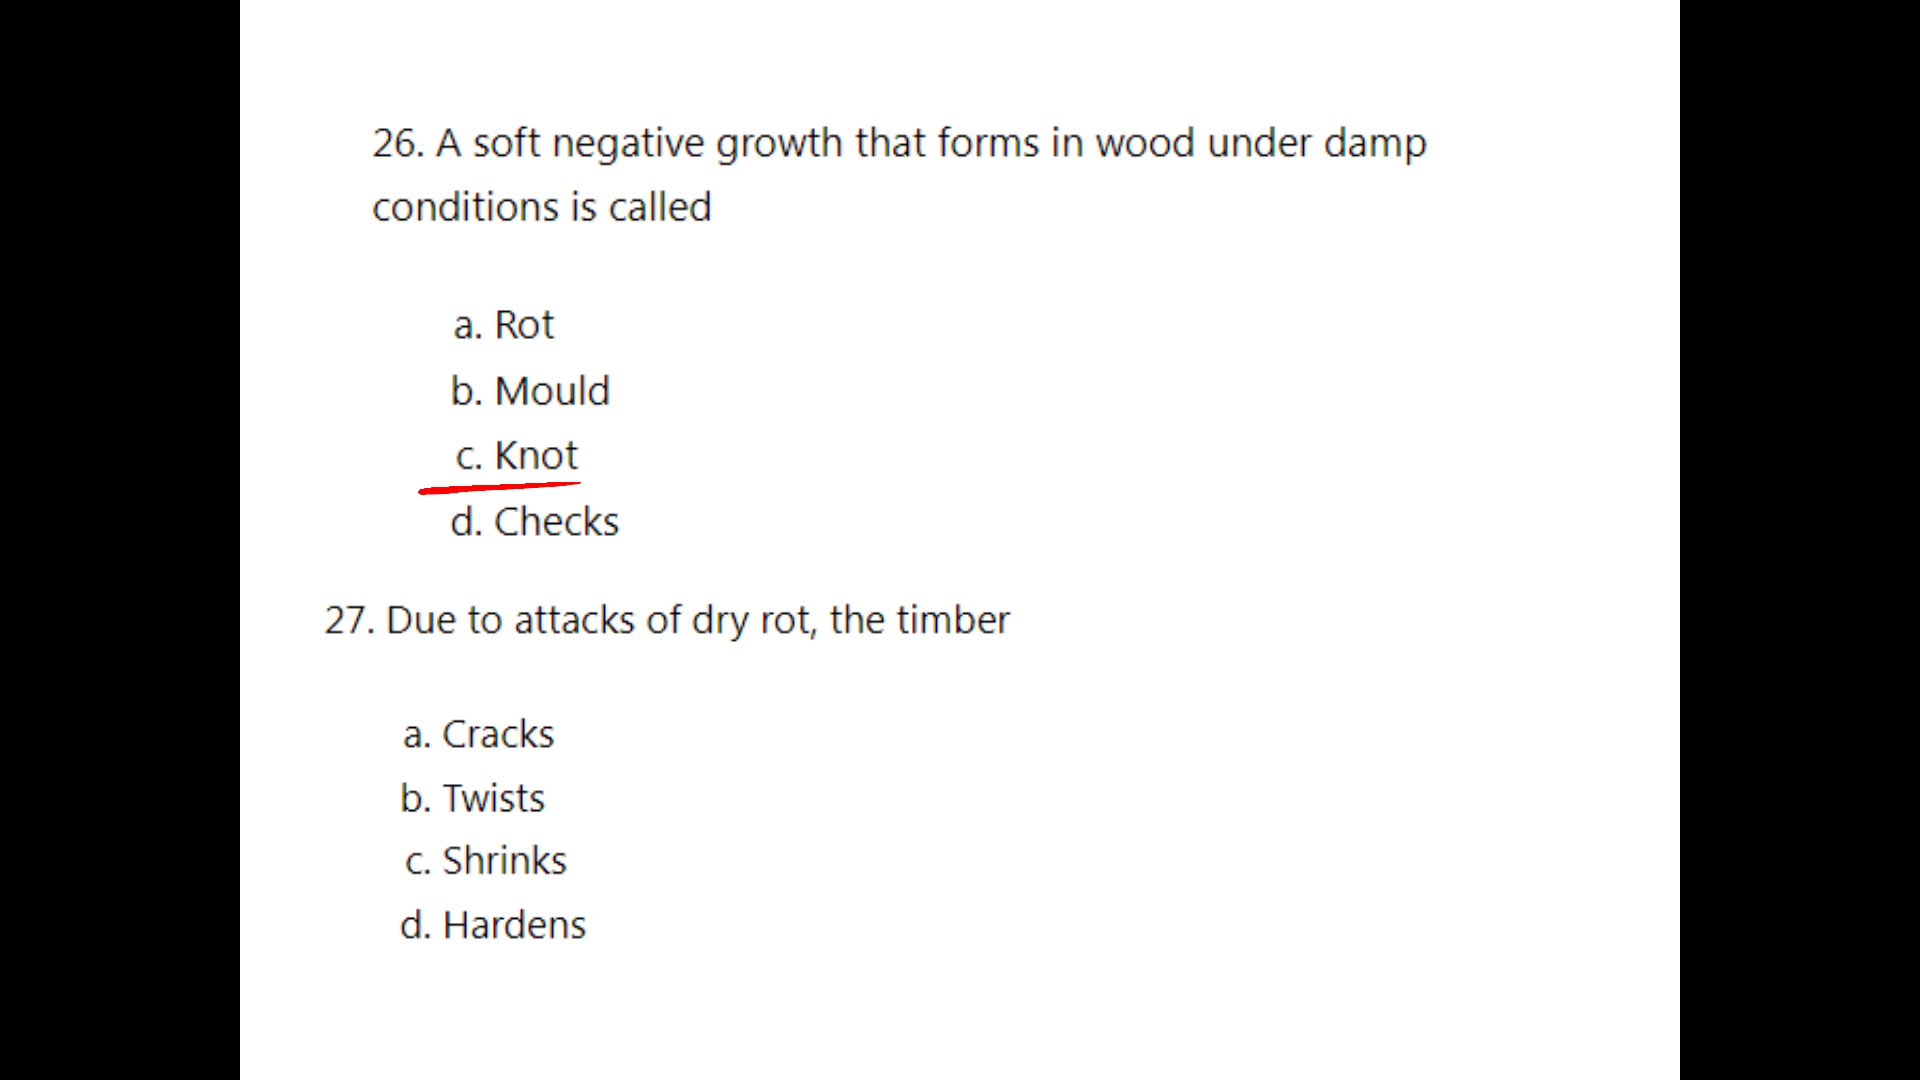 26. A soft negative growth that forms in wood under damp
conditions is called
a. Rot
b. Mould
c. Knot
d. Checks
27. Due to attacks of dry rot, the timber
a. Cracks
b. Twists
c. Shrinks
d. Hardens